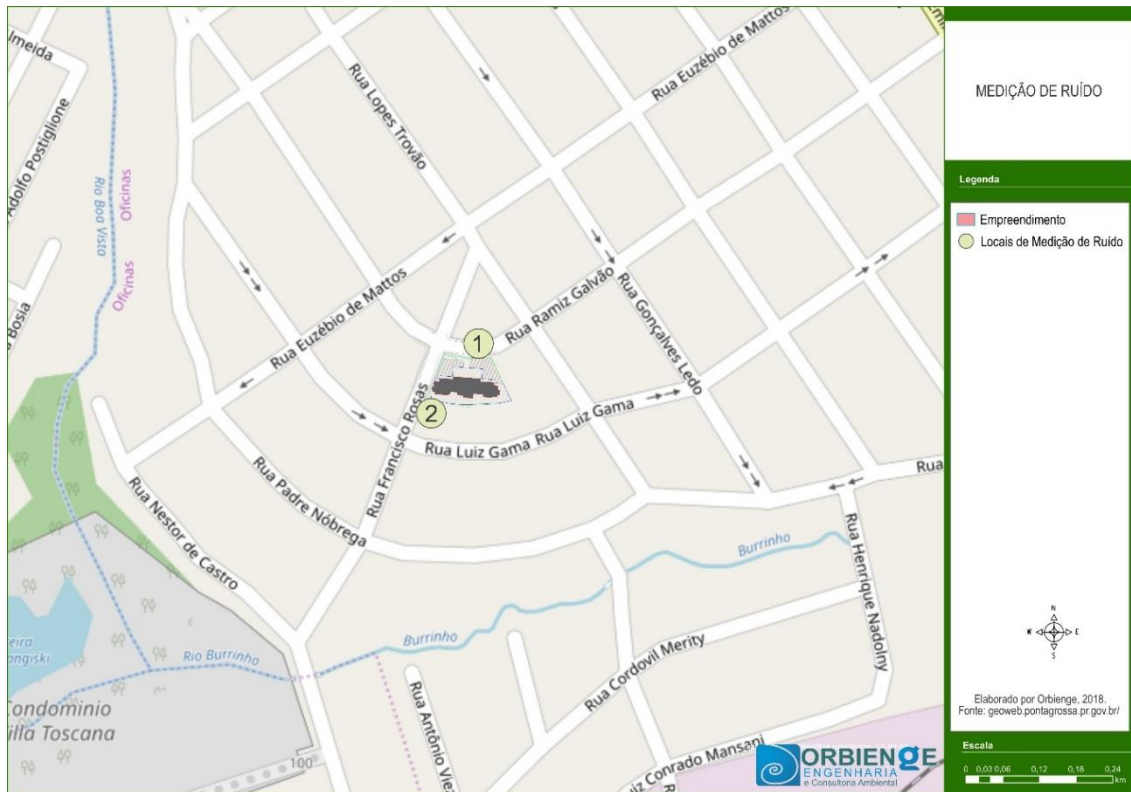 Almeida
Adolfo Postiglione
Rio Boa Vista
Oficinas
Oficinas
Rua Lopes Trovão
Rua Euzébio de Mattos
Rua Euzébio de Mattos
Rua Ramiz Galvão
Rua Gonçalves Ledo
1
2
Rua Francisco Rosas
Rua Luiz Gama
Rua Luiz Gama
Rua
Rua Padre Nóbrega
Rua Nestor de Castro
Bosia
Burrinho
Burrinho
Rio Burrinho
Rua Henrique Nadolny
Rua Cordovil Merity
Rua Antônio
Condominio
illa Toscana
100
iz Conrado Mansani
ORBIENGE
ENGENHARIA
e Consultoria Ambiental
MEDIÇÃO DE RUÍDO
Legenda
Empreendimento
Locais de Medição de Ruído
N
W E
S
Elaborado por Orbienge, 2018.
Fonte: geoweb.pontagrossa.pr.gov.br/
Escala
0 0,03 0,06 0,12 0,18 0,24
km